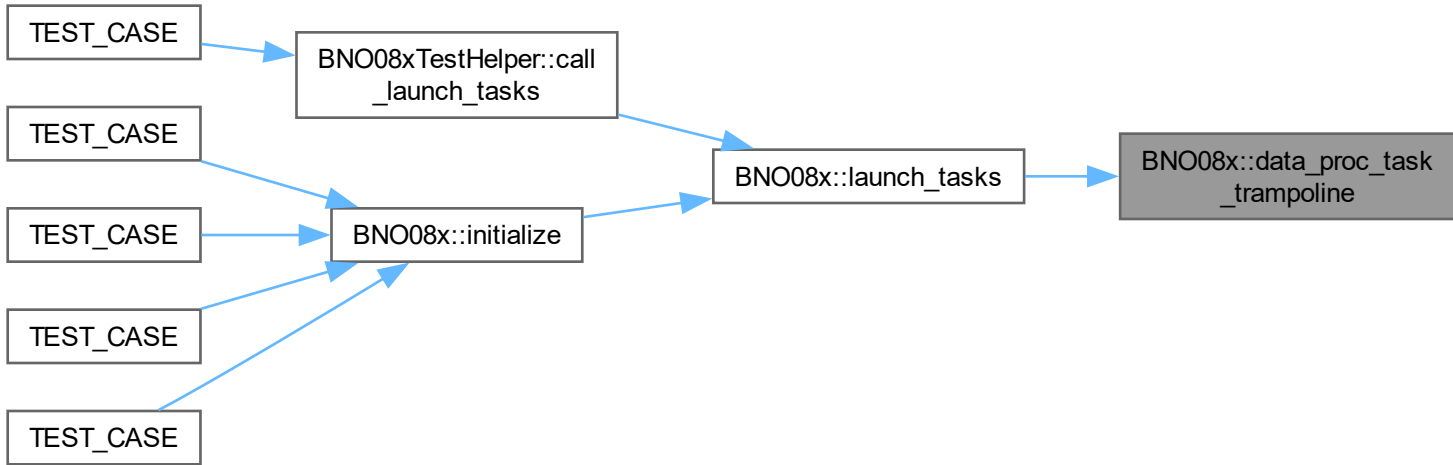 TEST_CASE
BNO08xTestHelper::call
_launch_tasks
TEST_CASE
BNO08x::launch_tasks
BNO08x::data_proc_task
_trampoline
TEST_CASE
BNO08x::initialize
TEST_CASE
TEST_CASE